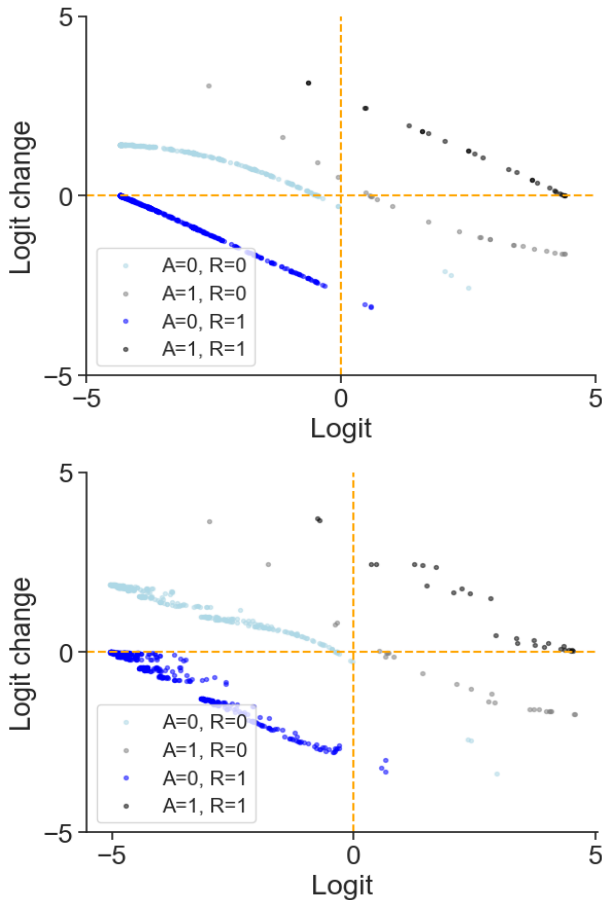 5
Logit change
0
−5
A=0, R=0
A=1, R=0
A=0, R=1
A=1, R=1
−5 0 5
Logit
5
Logit change
0
−5
A=0, R=0
A=1, R=0
A=0, R=1
A=1, R=1
−5 0 5
Logit